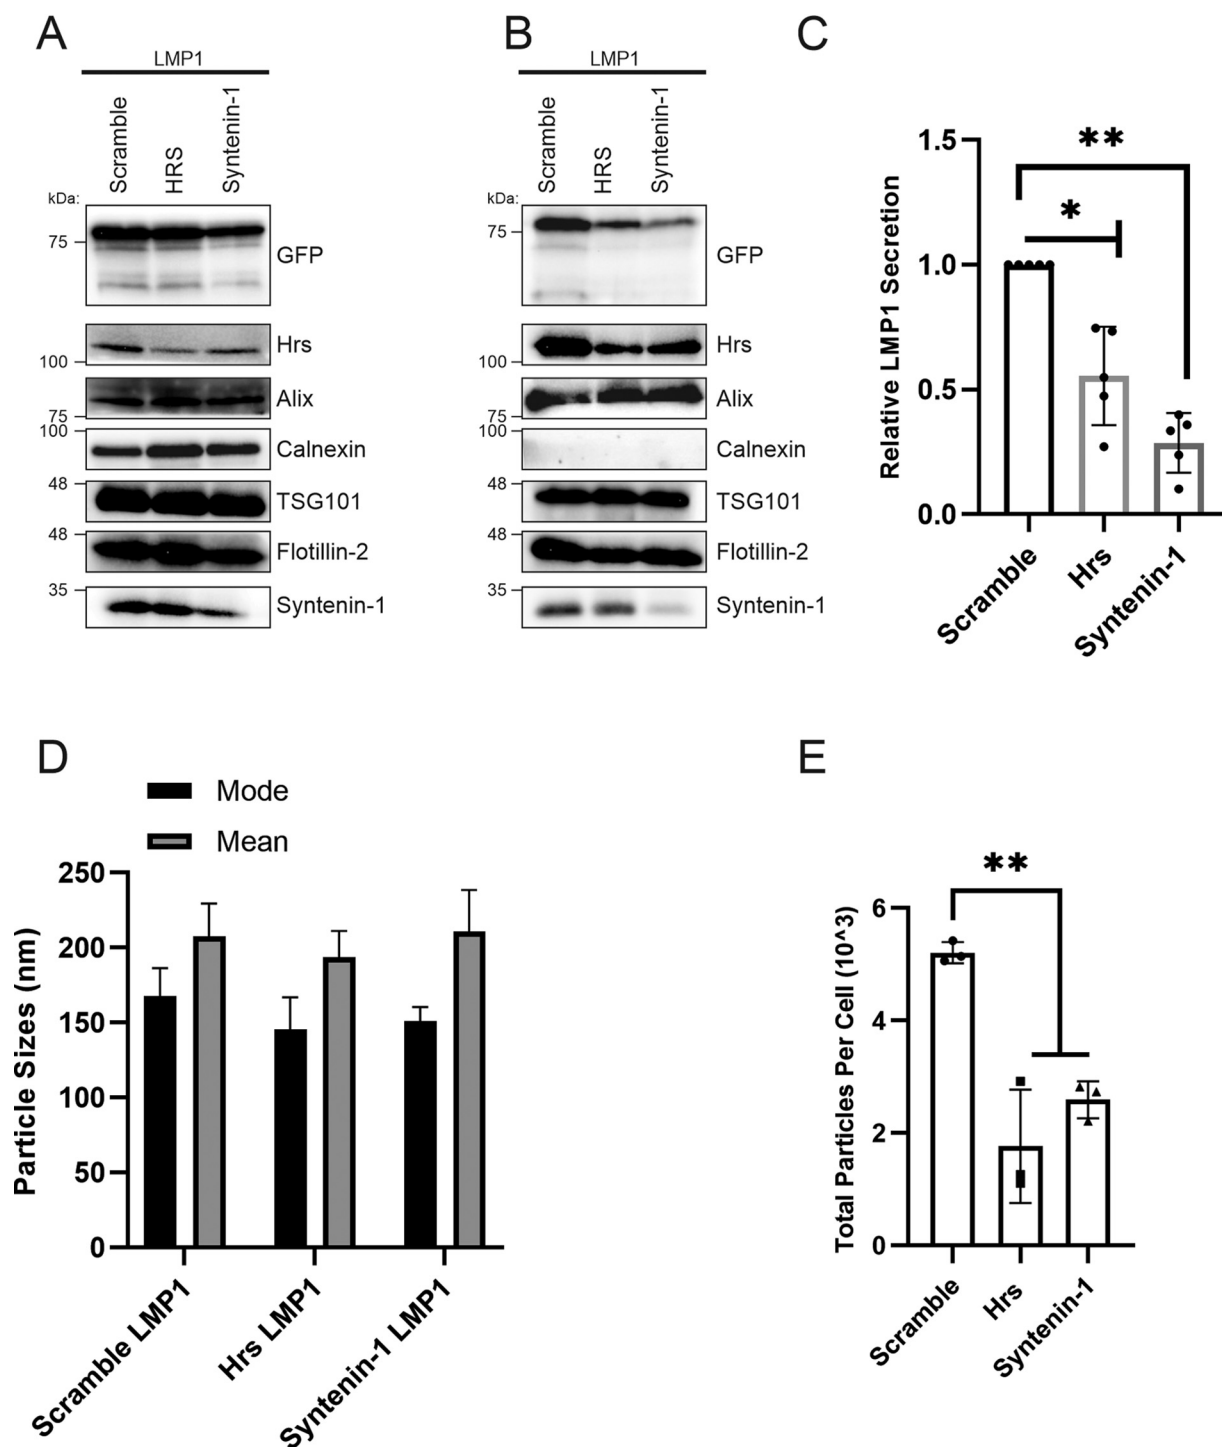 A
LMP1
Scramble
HRS
Syntenin-1
kDa:
75
GFP
Hrs
100
Alix
75
100
Calnexin
48
TSG101
48
Flotillin-2
35
Syntenin-1
B
LMP1
Scramble
HRS
Syntenin-1
kDa:
75
GFP
Hrs
100
Alix
75
100
Calnexin
48
TSG101
48
Flotillin-2
35
Syntenin-1
C
Relative LMP1 Secretion
1.5
1.0
0.5
0.0
**
*
Scramble
Hrs
Syntenin-1
D
Mode
Mean
Particle Sizes (nm)
250
200
150
100
50
0
Scramble LMP1
Hrs LMP1
Syntenin-1 LMP1
E
**
Total Particles Per Cell (10^3)
6
4
2
0
Scramble
Hrs
Syntenin-1